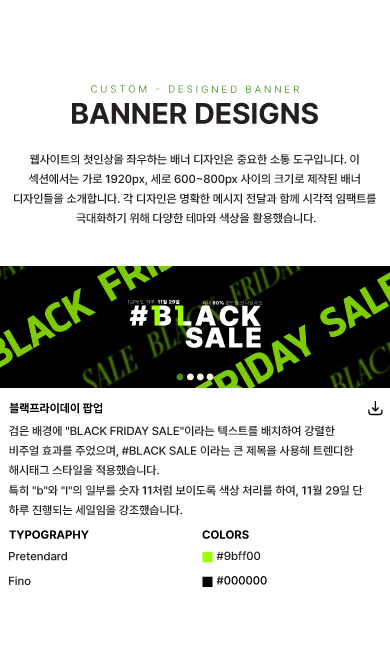 CUSTOM - DESIGNED BANNER
BANNER DESIGNS
웹사이트의 첫인상을 좌우하는 배너 디자인은 중요한 소통 도구입니다. 이
섹션에서는 가로 1920px, 세로 600~800px 사이의 크기로 제작된 배너
디자인들을 소개합니다. 각 디자인은 명확한 메시지 전달과 함께 시각적 임팩트를
극대화하기 위해 다양한 테마와 색상을 활용했습니다.
BLACK FRI
FRIDAY
SALE
11월 29일
90%
#BLACK
SALE
SALE BLACK
FRIDAY SALE
블랙프라이데이 팝업
검은 배경에 "BLACK FRIDAY SALE"이라는 텍스트를 배치하여 강렬한
비주얼 효과를 주었으며, #BLACK SALE 이라는 큰 제목을 사용해 트렌디한
해시태그 스타일을 적용했습니다.
특히 "b"와 "l"의 일부를 숫자 11처럼 보이도록 색상 처리를 하여, 11월 29일 단
하루 진행되는 세일임을 강조했습니다.
TYPOGRAPHY
COLORS
Pretendard
#9bff00
Fino
#000000